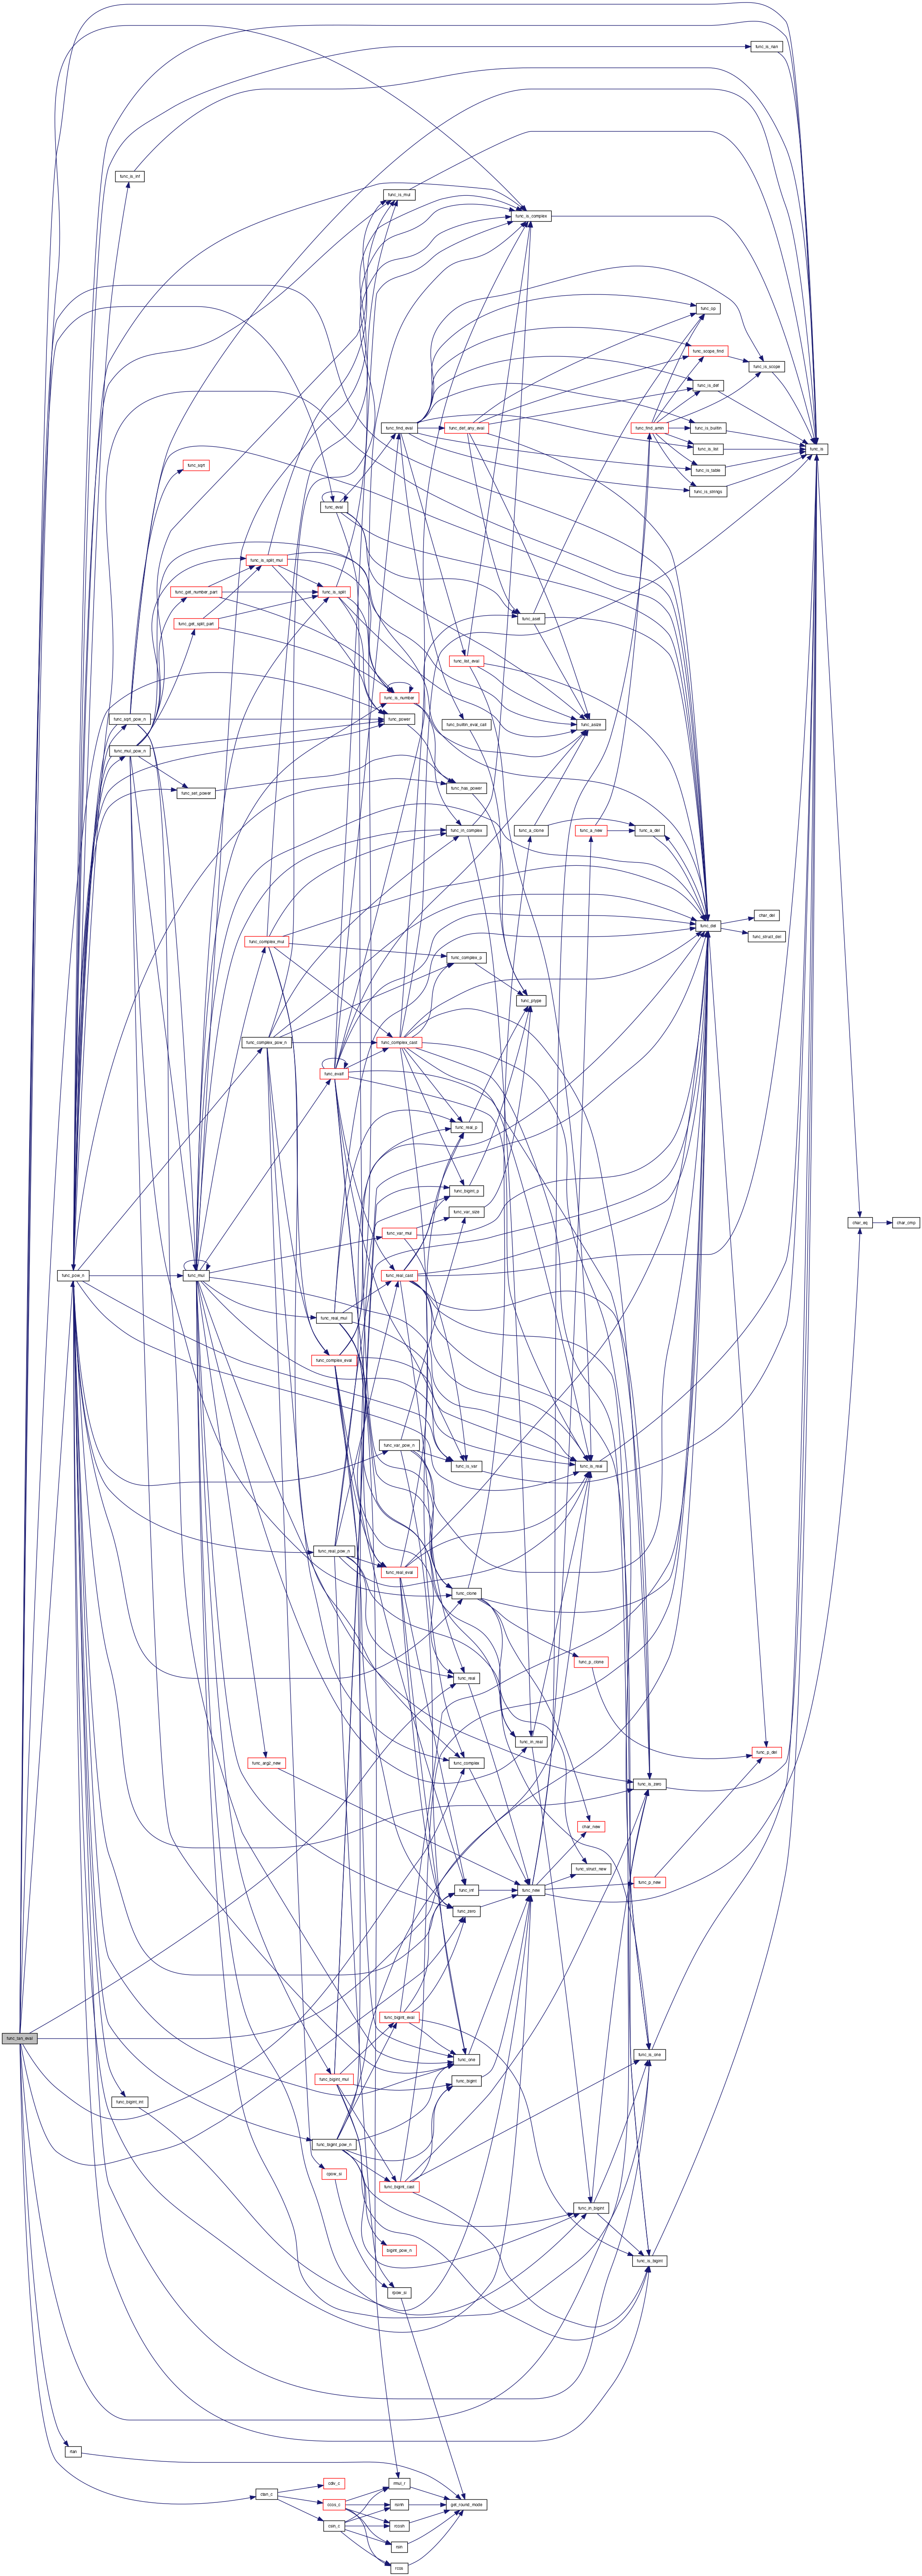 func_is_nan
func_is_inf
func_is_mul
func_is_complex
func_op
func_scope_find
func_is_scope
func_is_def
func_find_eval
func_def_any_eval
func_find_amin
func_is_builtin
func_is_list
func_is
func_sqrt
func_is_table
func_is_strings
func_eval
func_is_split_mul
func_get_number_part
func_is_split
func_get_split_part
func_aset
func_list_eval
func_is_number
func_sqrt_pow_n
func_power
func_builtin_eval_call
func_asize
func_mul_pow_n
func_set_power
func_has_power
func_in_complex
func_a_clone
func_a_new
func_a_del
char_del
func_del
func_struct_del
char_eq
char_cmp
func_complex_mul
func_complex_p
func_ptype
func_complex_pow_n
func_complex_cast
func_evalf
func_real_p
func_bigint_p
func_var_size
func_var_mul
func_pow_n
func_mul
func_real_cast
func_real_mul
func_complex_eval
func_var_pow_n
func_is_var
func_is_real
func_real_pow_n
func_real_eval
func_clone
func_p_clone
func_real
func_in_real
func_p_del
func_arg2_new
func_complex
func_is_zero
char_new
func_struct_new
func_int
func_new
func_p_new
func_zero
func_tan_eval
func_bigint_eval
func_one
func_is_one
func_bigint_mul
func_bigint
func_bigint_int
func_bigint_pow_n
rpow_si
func_bigint_cast
func_in_bigint
bigint_pow_n
func_is_bigint
rpow_si
rtan
ctan_c
cdiv_c
rmul_r
ccos_c
rsinh
get_round_mode
csin_c
rcosh
rsin
rcos